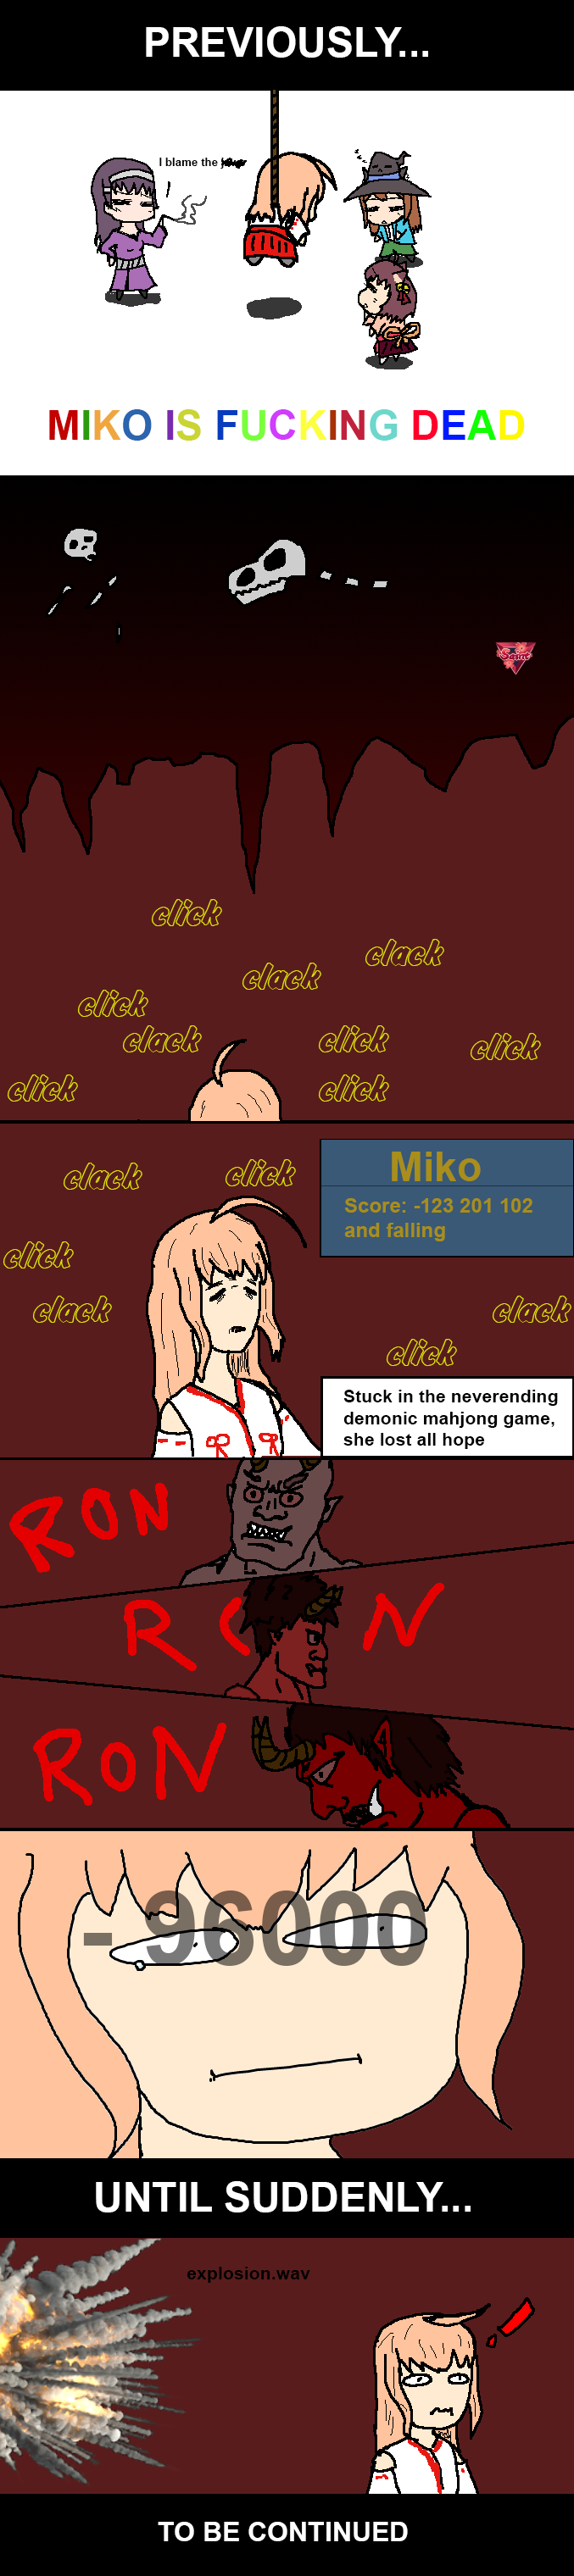 PREVIOUSLY...
I blame the
MIKO IS FUCKING DEAD
Saint
click
clack
clack
click
clack
click
click
click
click
clack
click
Miko
Score: -123 201 102
and falling
click
clack
clack
click
Stuck in the neverending
demonic mahjong game,
she lost all hope
RON
RON
RON
- 96000
UNTIL SUDDENLY...
explosion.wav
TO BE CONTINUED